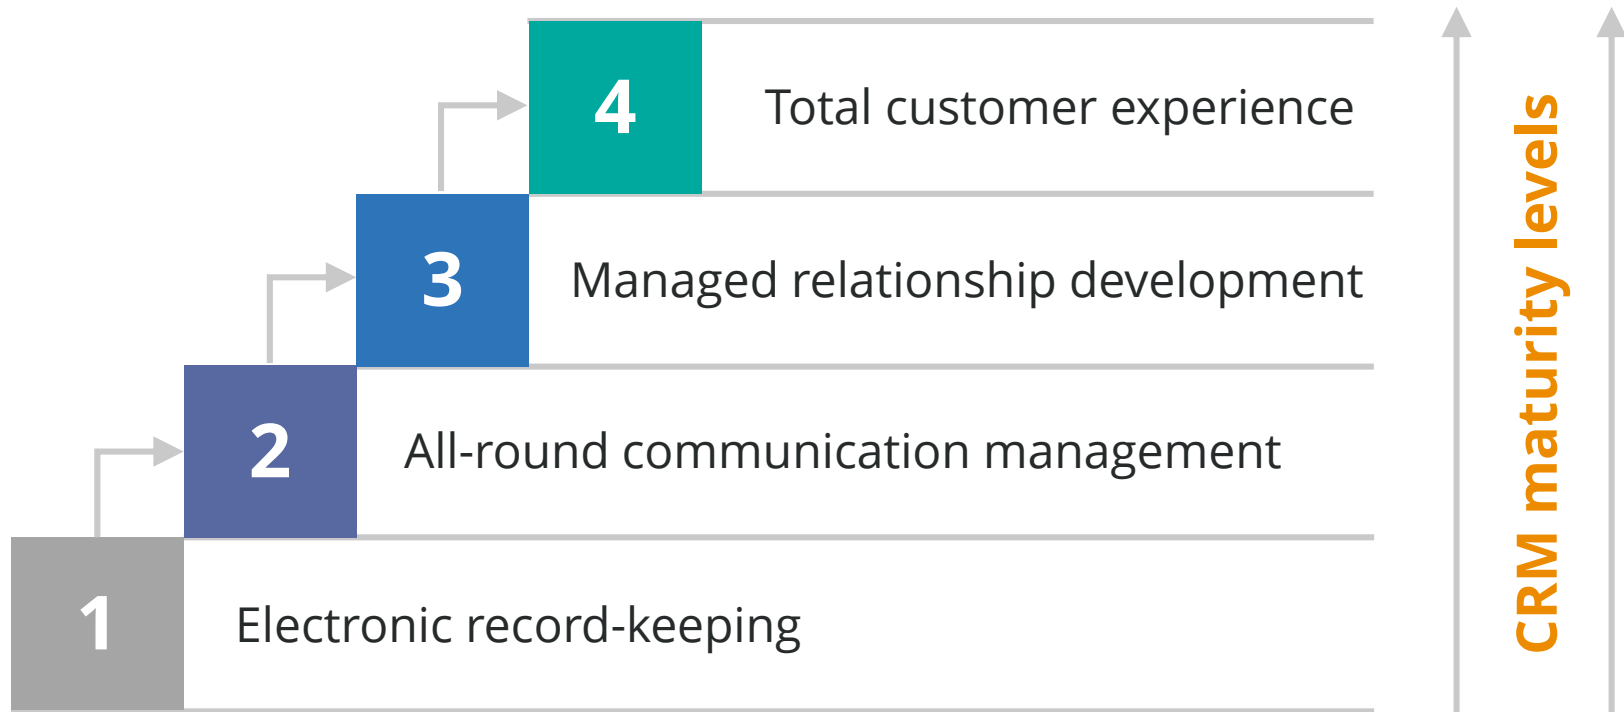 4
Total customer experience
3
Managed relationship development
2
All-round communication management
1
Electronic record-keeping
CRM maturity levels